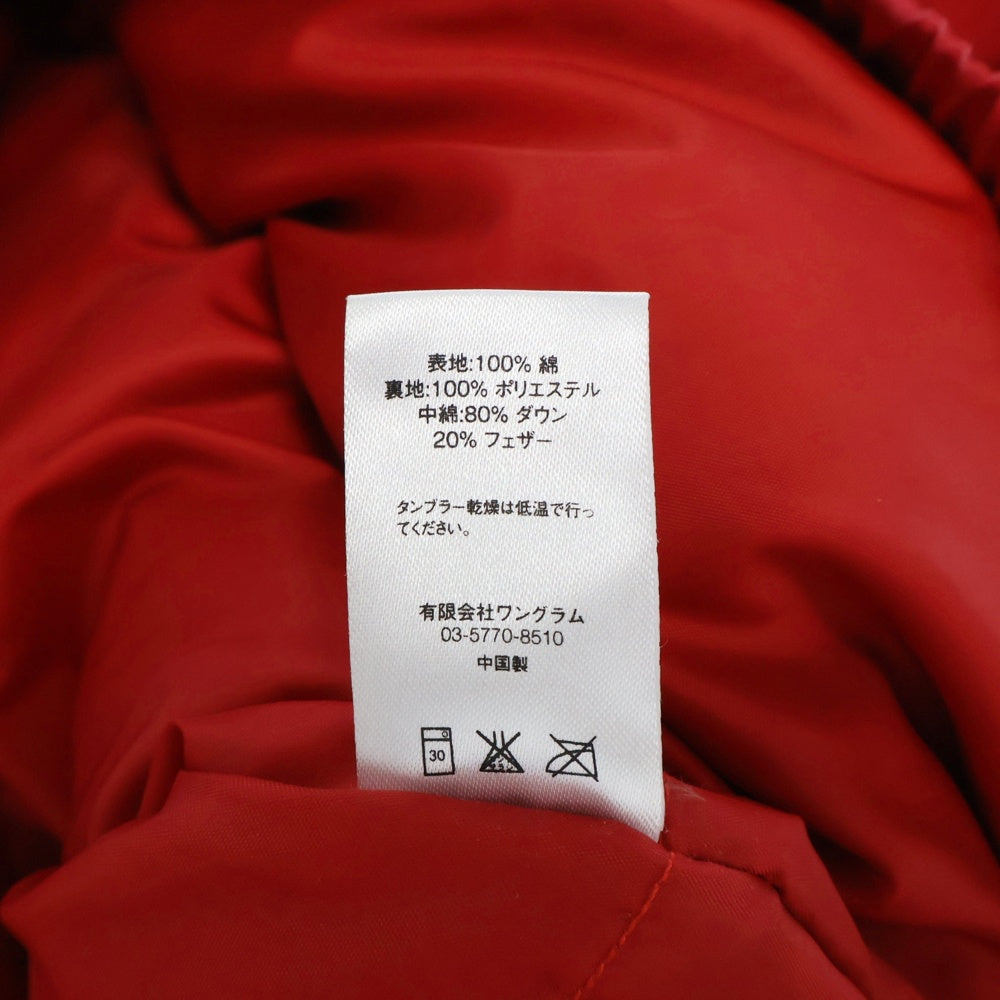 表地:100% 綿
裏地:100% ポリエステル
中綿:80% ダウン
20% フェザー
タンブラー乾燥は低温で行っ
てください。
有限会社ワングラム
03-5770-8510
中国製
30